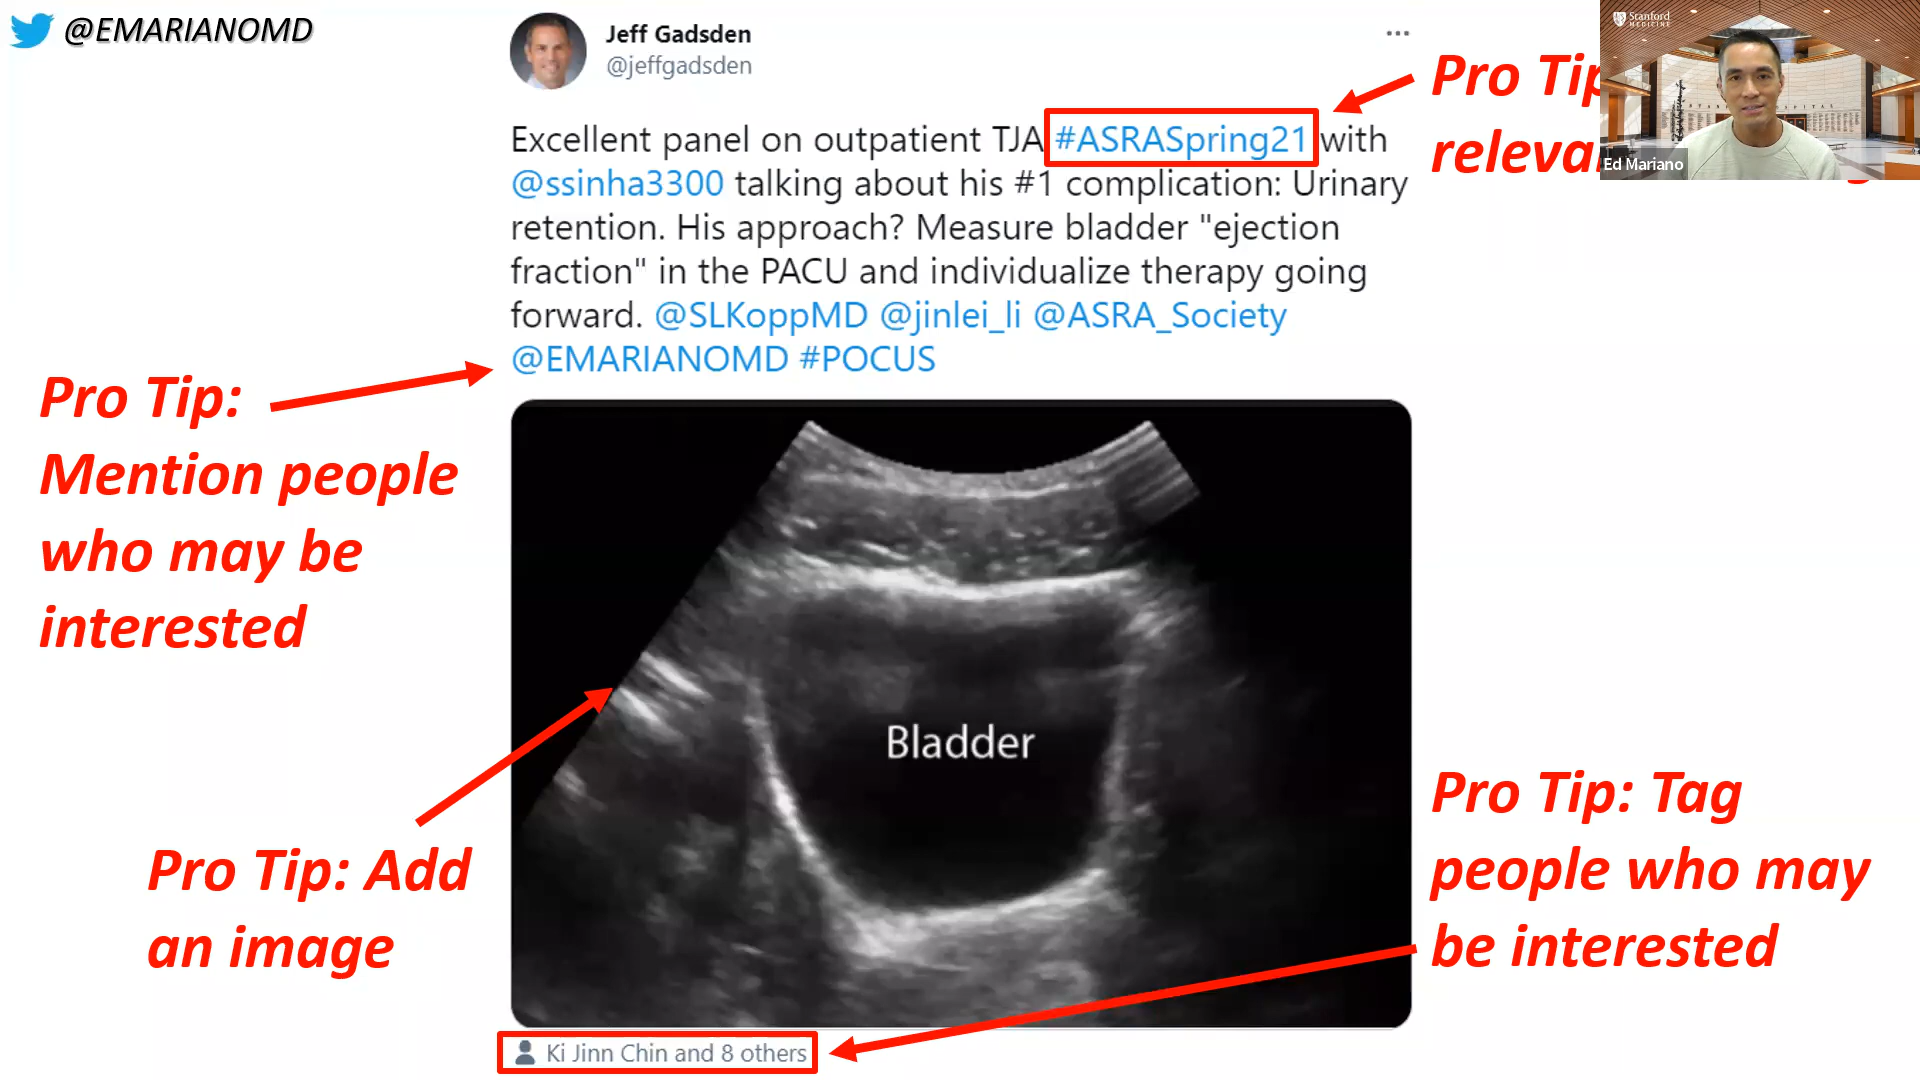 @EMARIANOMD
Jeff Gadsden
@jeffgadsden
Excellent panel on outpatient TJA #ASRASpring21 with
@ssinha3300 talking about his #1 complication: Urinary
retention. His approach? Measure bladder "ejection
fraction" in the PACU and individualize therapy going
forward. @SLKoppMD @jinlei_li @ASRA_Society
@EMARIANOMD #POCUS
Pro Tip:
Mention people
who may be
interested
Pro Tip: Add
an image
Bladder
Ki Jinn Chin and 8 others
Pro
Stanford
MEDICINE
Ed Mariano
Pro Tip: Tag
people who may
be interested